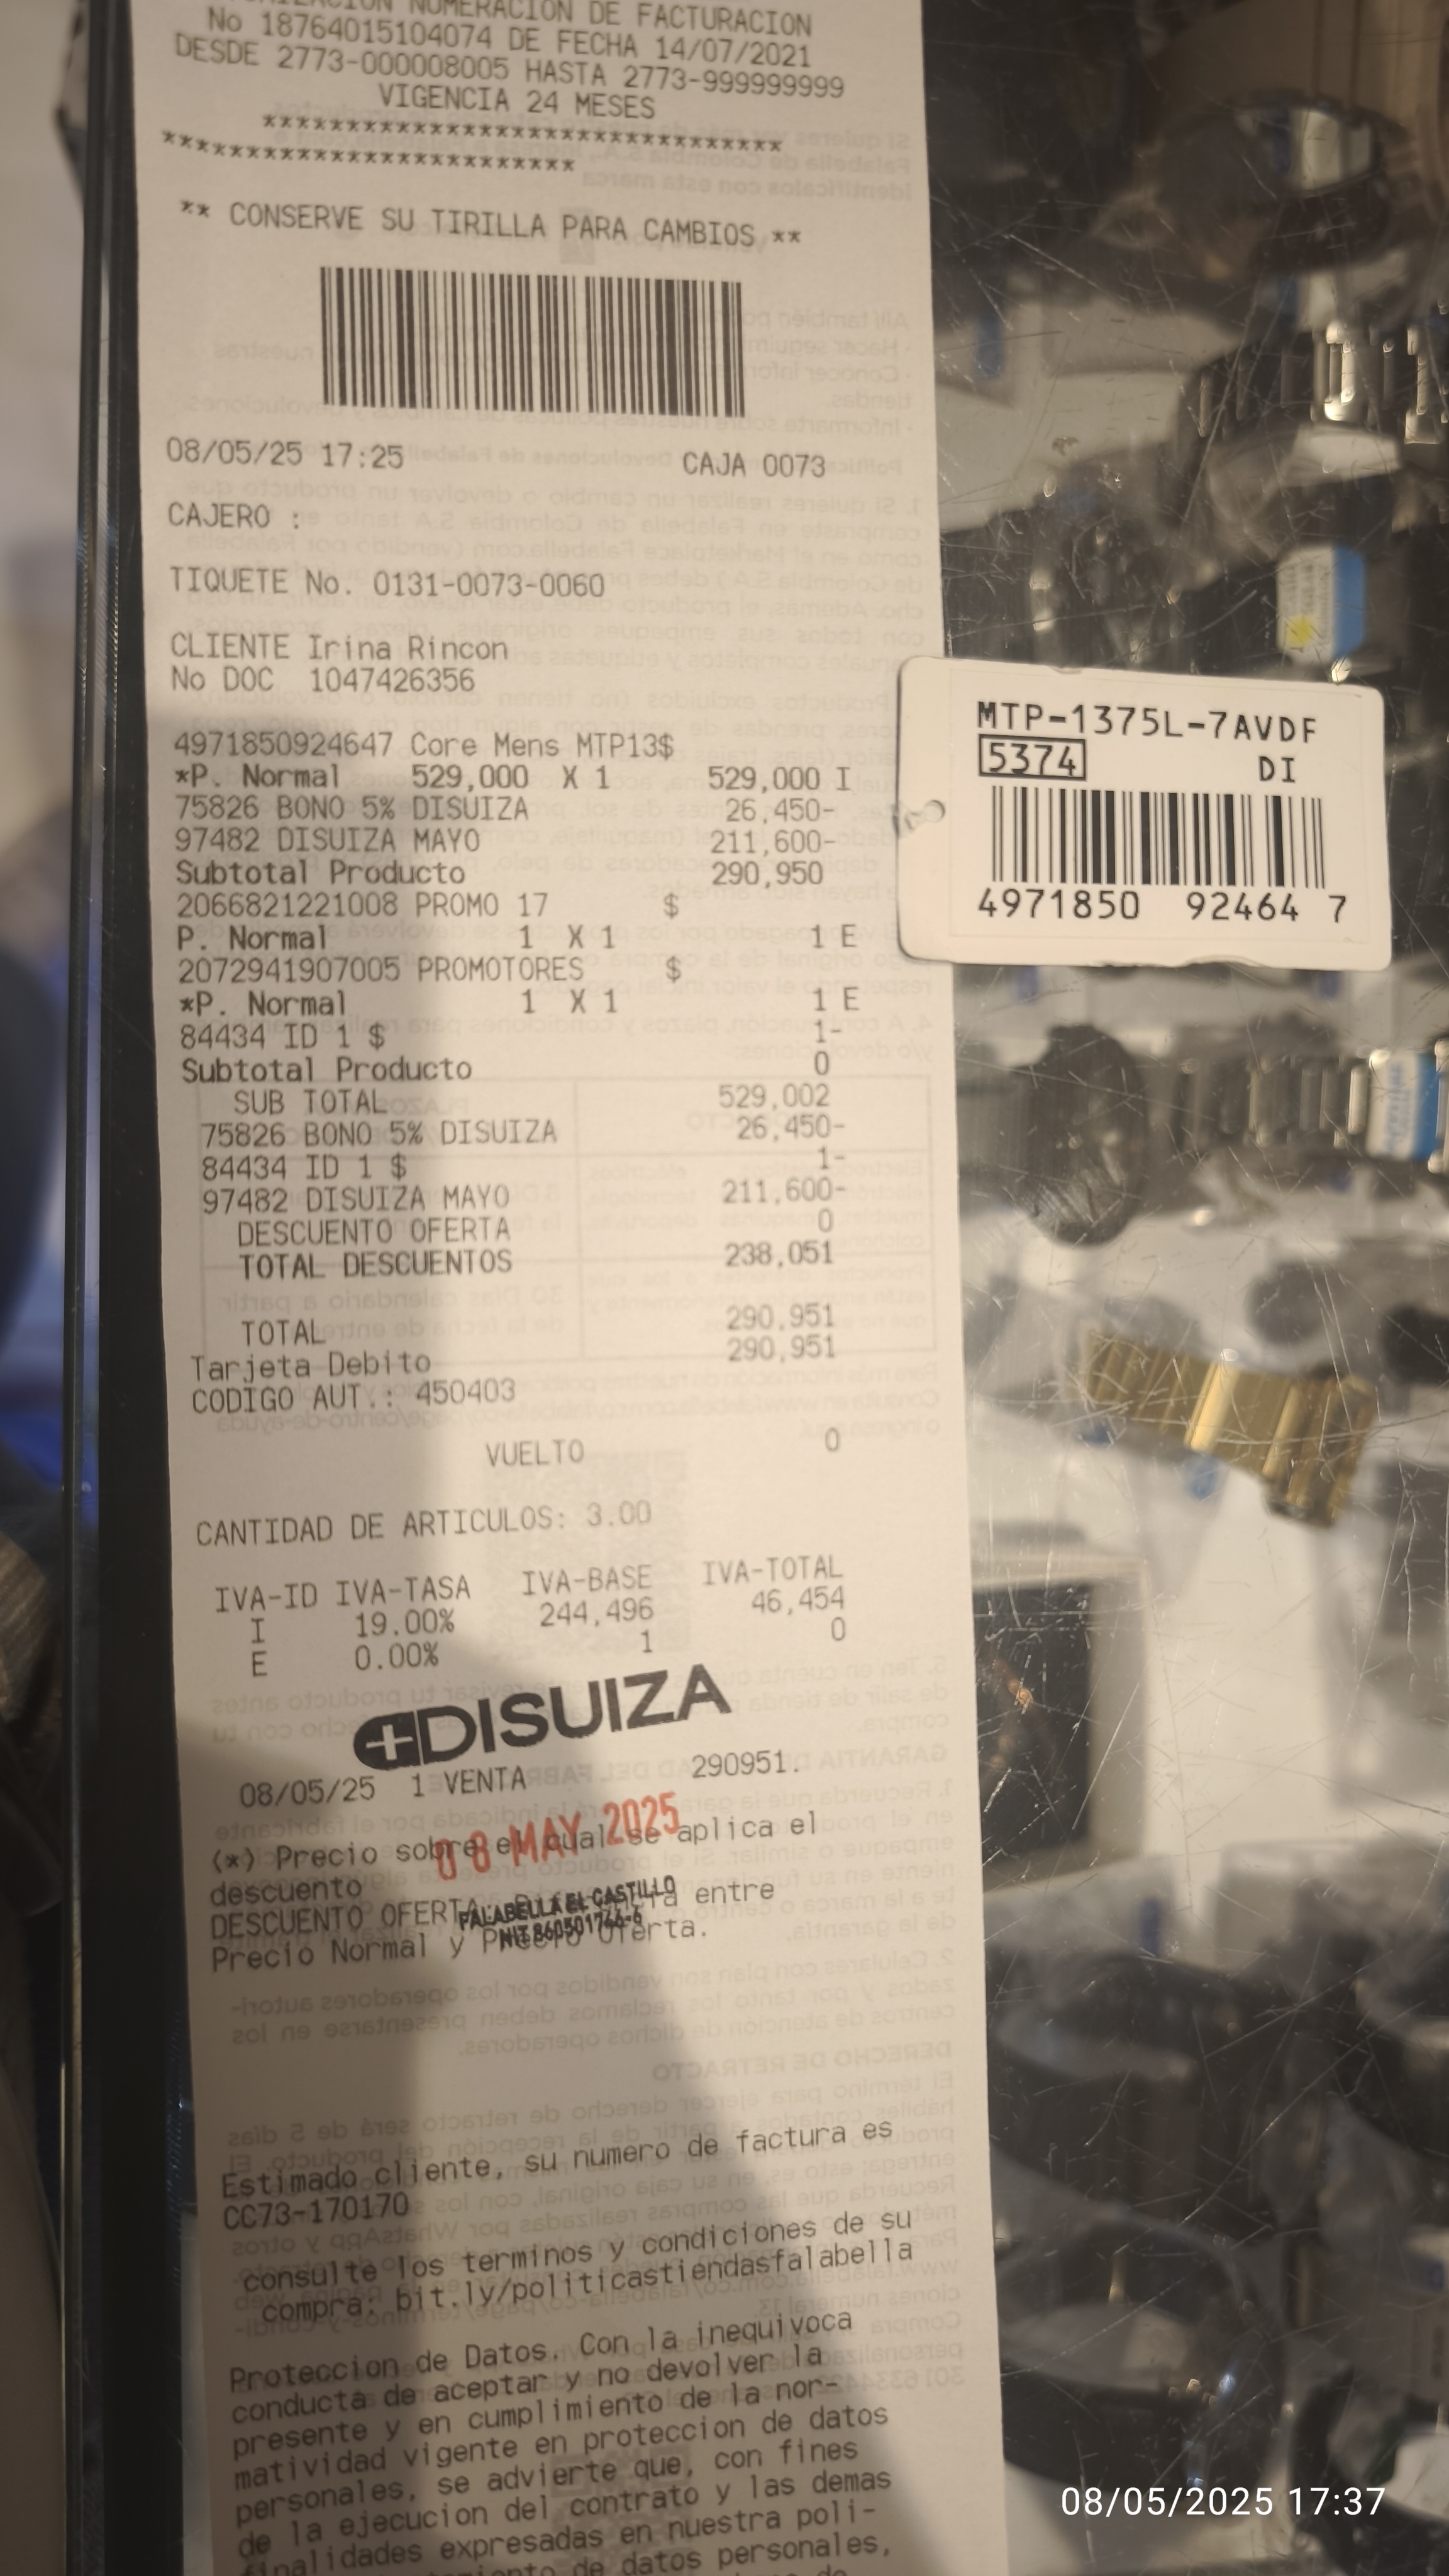 NUMERACION DE FACTURACION
No 18764015104074 DE FECHA 14/07/2021
DESDE 2773-000008005 HASTA 2773-999999999
VIGENCIA 24 MESES
*******************************
*************************
** CONSERVE SU TIRILLA PARA CAMBIOS **
08/05/25 17:25 CAJA 0073
CAJERO :
TIQUETE No. 0131-0073-0060
CLIENTE Irina Rincon
No DOC 1047426356
4971850924647 Core Mens MTP13$
*P. Normal 529,000 X 1 529,000 I
75826 BONO 5% DISUIZA 26,450-
97482 DISUIZA MAYO 211,600-
Subtotal Producto 290,950
2066821221008 PROMO 17 $
P. Normal 1 X 1 1 E
2072941907005 PROMOTORES $
*P. Normal 1 X 1 1 E
84434 ID 1 $ 1-
Subtotal Producto 0
SUB TOTAL 529,002
75826 BONO 5% DISUIZA 26,450-
84434 ID 1 $ 1-
97482 DISUIZA MAYO 211,600-
DESCUENTO OFERTA 0
TOTAL DESCUENTOS 238,051
TOTAL 290,951
Tarjeta Debito 290,951
CODIGO AUT.: 450403
VUELTO 0
CANTIDAD DE ARTICULOS: 3.00
IVA-ID IVA-TASA IVA-BASE IVA-TOTAL
I 19.00% 244,496 46,454
E 0.00% 1 0
DISUIZA
08/05/25 1 VENTA 290951.
08 MAY 2025
(*) Precio sobre el cual se aplica el
descuento
FALABELLA EL CASTILLO
NIT 860501746-6
DESCUENTO OFERTA entre
Precio Normal y Precio Oferta.
Estimado cliente, su numero de factura es
CC73-170170
consulte los terminos y condiciones de su
compra: bit.ly/politicastiendasfalabella
Proteccion de Datos. Con la inequivoca
conducta de aceptar y no devolver la
presente y en cumplimiento de la nor-
matividad vigente en proteccion de datos
personales, se advierte que, con fines
de la ejecucion del contrato y las demas
finalidades expresadas en nuestra poli-
de datos personales,
MTP-1375L-7AVDF
5374 DI
4971850 92464 7
08/05/2025 17:37